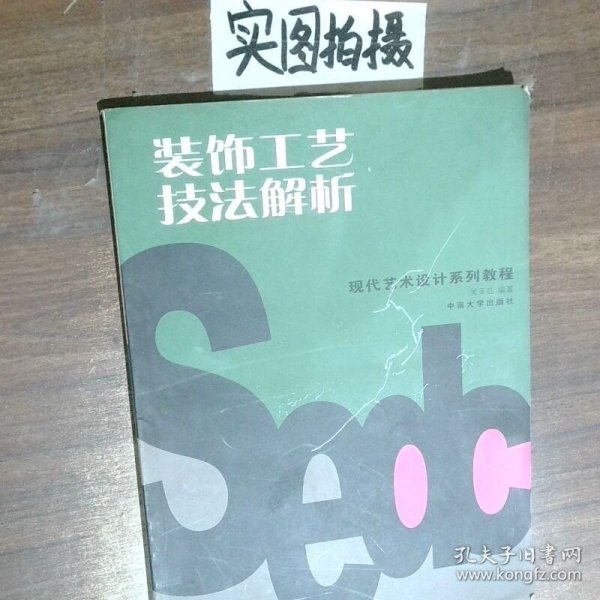 实图拍摄
装饰工艺
技法解析
现代艺术设计系列教程
编著
中南大学出版社
Sedc
孔夫子旧书网
www.kongfz.com